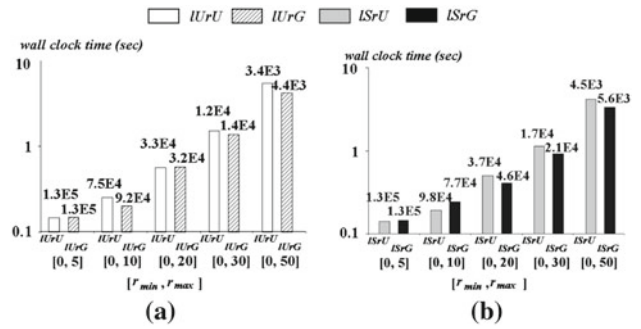 lUrU lUrG lSrU lSrG
wall clock time (sec)
10
1
0.1
1.3E5 1.3E5 7.5E4 9.2E4 3.3E4 3.2E4 1.2E4 1.4E4 3.4E3 4.4E3
lUrU lUrG lUrU lUrG lUrU lUrG lUrU lUrG lUrU lUrG
[0, 5] [0, 10] [0, 20] [0, 30] [0, 50]
[r min , r max ]
(a)
wall clock time (sec)
10
1
0.1
1.3E5 1.3E5 9.8E4 7.7E4 3.7E4 4.6E4 1.7E4 2.1E4 4.5E3 5.6E3
lSrU lSrG lSrU lSrG lSrU lSrG lSrU lSrG lSrU lSrG
[0, 5] [0, 10] [0, 20] [0, 30] [0, 50]
[r min , r max ]
(b)